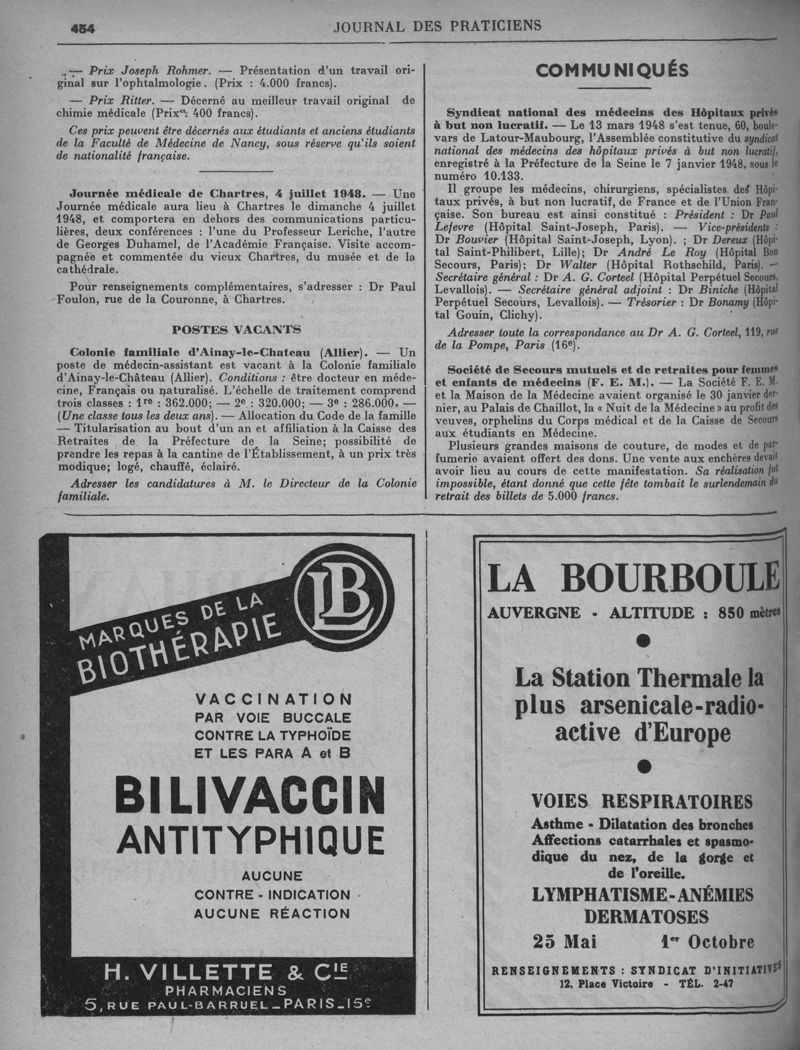 454
JOURNAL DES PRATICIENS
— Prix Joseph Rohmer. — Présentation d'un travail ori-
ginal sur l'ophtalmologie. (Prix : 4.000 francs).
— Prix Ritter. — Décerné au meilleur travail original de
chimie médicale (Prix : 400 francs).
Ces prix peuvent être décernés aux étudiants et anciens étudiants
de la Faculté de Médecine de Nancy, sous réserve qu'ils soient
de nationalité française.
Journée médicale de Chartres, 4 juillet 1948. — Une
Journée médicale aura lieu à Chartres le dimanche 4 juillet
1948, et comportera en dehors des communications particu-
lières, deux conférences : l'une du Professeur Leriche, l'autre
de Georges Duhamel, de l'Académie Française. Visite accom-
pagnée et commentée du vieux Chartres, du musée et de la
cathédrale.
Pour renseignements complémentaires, s'adresser : Dr Paul
Foulon, rue de la Couronne, à Chartres.
POSTES VACANTS
Colonie familiale d'Ainay-le-Chateau (Allier). — Un
poste de médecin-assistant est vacant à la Colonie familiale
d'Ainay-le-Château (Allier). Conditions : être docteur en méde-
cine, Français ou naturalisé. L'échelle de traitement comprend
trois classes : 1re : 362.000; — 2e : 320.000; — 3e : 286.000. —
(Une classe tous les deux ans). — Allocation du Code de la famille
— Titularisation au bout d'un an et affiliation à la Caisse des
Retraites de la Préfecture de la Seine; possibilité de
prendre les repas à la cantine de l'Établissement, à un prix très
modique; logé, chauffé, éclairé.
Adresser les candidatures à M. le Directeur de la Colonie
familiale.
COMMUNIQUÉS
Syndicat national des médecins des Hôpitaux privés
à but non lucratif. — Le 13 mars 1948 s'est tenue, 60, boule-
vars de Latour-Maubourg, l'Assemblée constitutive du syndicat
national des médecins des hôpitaux privés à but non lucratif,
enregistré à la Préfecture de la Seine le 7 janvier 1948, sous le
numéro 10.133.
Il groupe les médecins, chirurgiens, spécialistes des Hôpi-
taux privés, à but non lucratif, de France et de l'Union Fran-
çaise. Son bureau est ainsi constitué : Président : Dr Paul
Lefevre (Hôpital Saint-Joseph, Paris). — Vice-présidents :
Dr Bouvier (Hôpital Saint-Joseph, Lyon). ; Dr Dereux (Hôpi-
tal Saint-Philibert, Lille); Dr André Le Roy (Hôpital Bon
Secours, Paris); Dr Walter (Hôpital Rothschild, Paris). —
Secrétaire général : Dr A. G. Corteel (Hôpital Perpétuel Secours,
Levallois). — Secrétaire général adjoint : Dr Biniche (Hôpital
Perpétuel Secours, Levallois). — Trésorier : Dr Bonamy (Hôpi-
tal Gouin, Clichy).
Adresser toute la correspondance au Dr A. G. Corteel, 119, rue
de la Pompe, Paris (16e).
Société de Secours mutuels et de retraites pour femmes
et enfants de médecins (F. E. M.). — La Société F. E. M.
et la Maison de la Médecine avaient organisé le 30 janvier der-
nier, au Palais de Chaillot, la « Nuit de la Médecine » au profit des
veuves, orphelins du Corps médical et de la Caisse de Secours
aux étudiants en Médecine.
Plusieurs grandes maisons de couture, de modes et de par-
fumerie avaient offert des dons. Une vente aux enchères devait
avoir lieu au cours de cette manifestation. Sa réalisation fut
impossible, étant donné que cette fête tombait le surlendemain du
retrait des billets de 5.000 francs.
LB
MARQUES DE LA
BIOTHÉRAPIE
VACCINATION
PAR VOIE BUCCALE
CONTRE LA TYPHOÏDE
ET LES PARA A et B
BILIVACCIN
ANTITYPHIQUE
AUCUNE
CONTRE - INDICATION
AUCUNE RÉACTION
H. VILLETTE & CIE
PHARMACIENS
5, RUE PAUL-BARRUEL_PARIS_15e
LA BOURBOULE
AUVERGNE - ALTITUDE : 850 mètres
La Station Thermale la
plus arsenicale-radio-
active d'Europe
VOIES RESPIRATOIRES
Asthme - Dilatation des bronches
Affections catarrhales et spasmo-
dique du nez, de la gorge et
de l'oreille.
LYMPHATISME-ANÉMIES
DERMATOSES
25 Mai 1er Octobre
RENSEIGNEMENTS : SYNDICAT D'INITIATIVES
12, Place Victoire - TÉL. 2-47